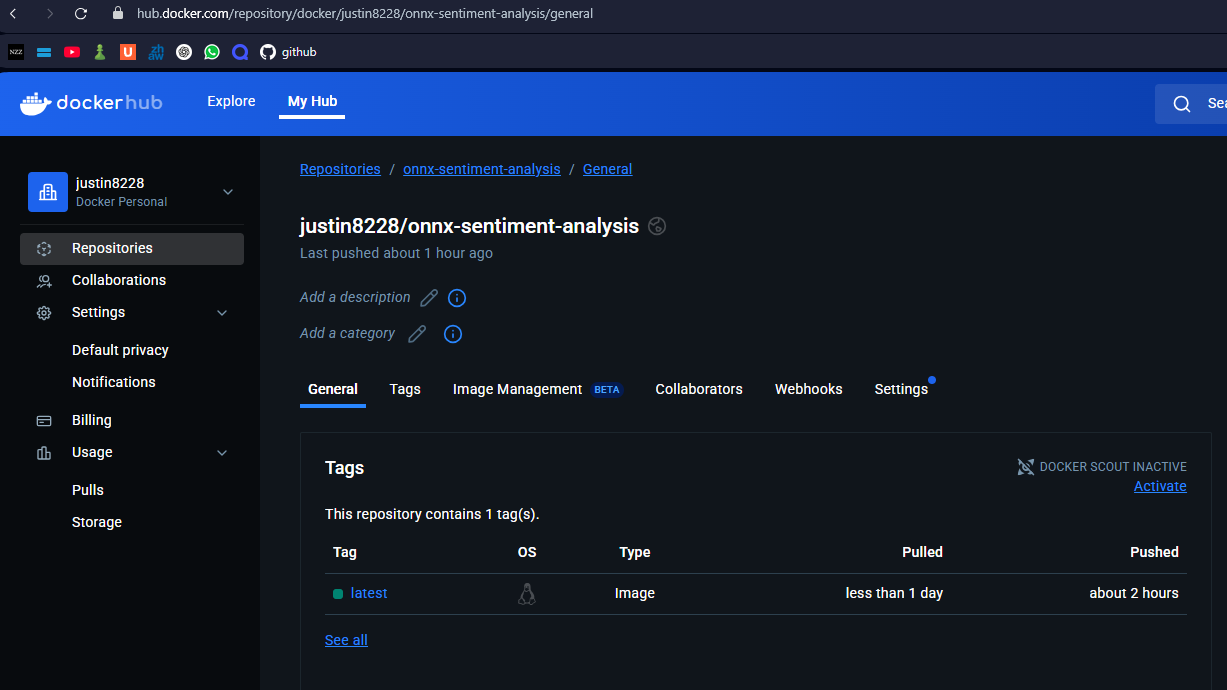 hub.docker.com/repository/docker/justin8228/onnx-sentiment-analysis/general
NZZ U zh aw github
dockerhub Explore My Hub Sea
justin8228
Docker Personal
Repositories
Collaborations
Settings
Default privacy
Notifications
Billing
Usage
Pulls
Storage
Repositories / onnx-sentiment-analysis / General
justin8228/onnx-sentiment-analysis
Last pushed about 1 hour ago
Add a description
Add a category
General Tags Image Management BETA Collaborators Webhooks Settings
Tags
DOCKER SCOUT INACTIVE
Activate
This repository contains 1 tag(s).
Tag OS Type Pulled Pushed
latest Image less than 1 day about 2 hours
See all